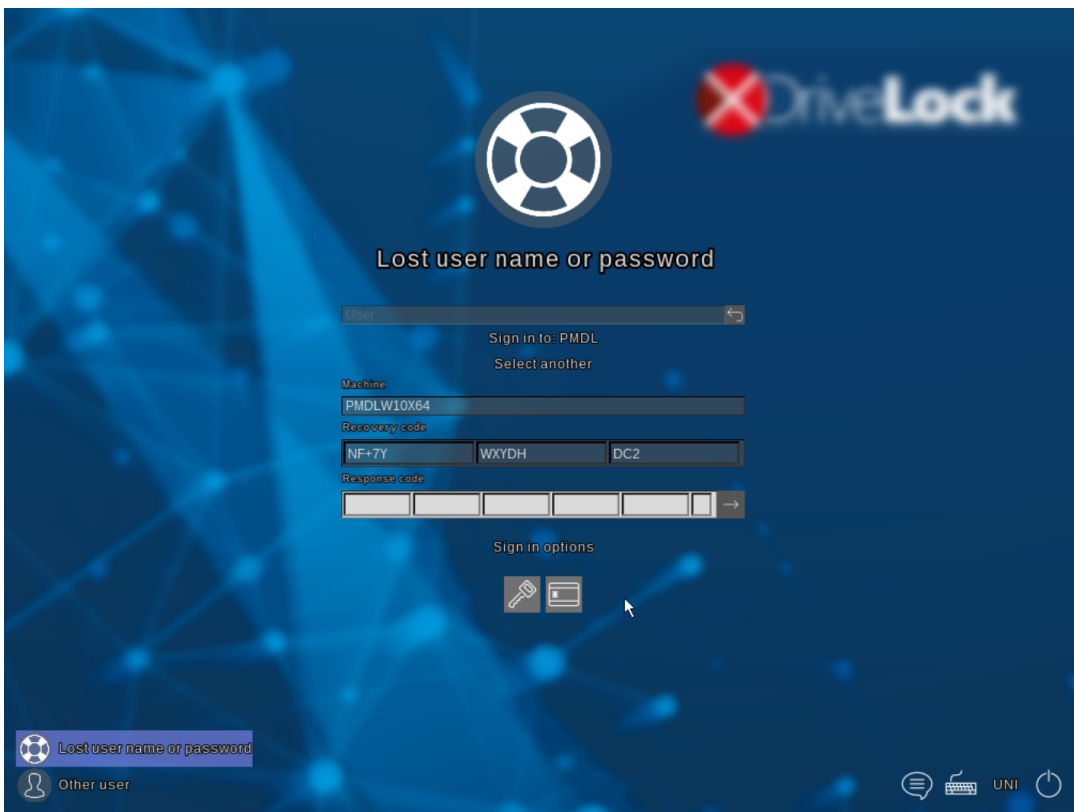 DriveLock
Lost user name or password
User
Sign in to: PMDL
Select another
Machine
PMDLW10X64
Recovery code
NF+7Y WXYDH DC2
Response code
Sign in options
Lost user name or password
Other user
UNI